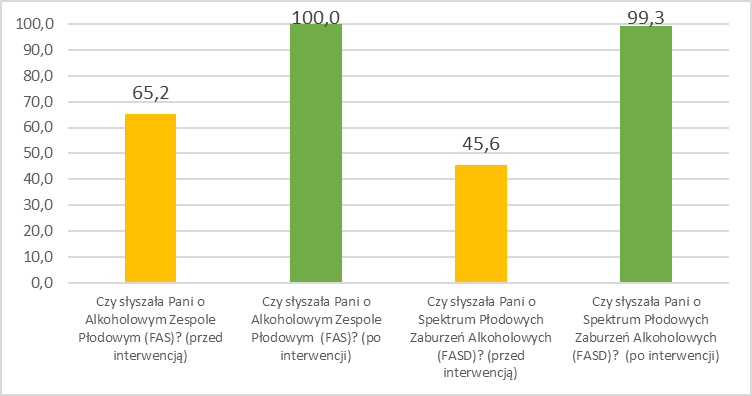 100,0
90,0
80,0
70,0
60,0
50,0
40,0
30,0
20,0
10,0
0,0
65,2
100,0
45,6
99,3
Czy słyszała Pani o
Alkoholowym Zespole
Płodowym (FAS)? (przed
interwencją)
Czy słyszała Pani o
Alkoholowym Zespole
Płodowym (FAS)? (po
interwencji)
Czy słyszała Pani o
Spektrum Płodowych
Zaburzeń Alkoholowych
(FASD)? (przed
interwencją)
Czy słyszała Pani o
Spektrum Płodowych
Zaburzeń Alkoholowych
(FASD)? (po interwencji)